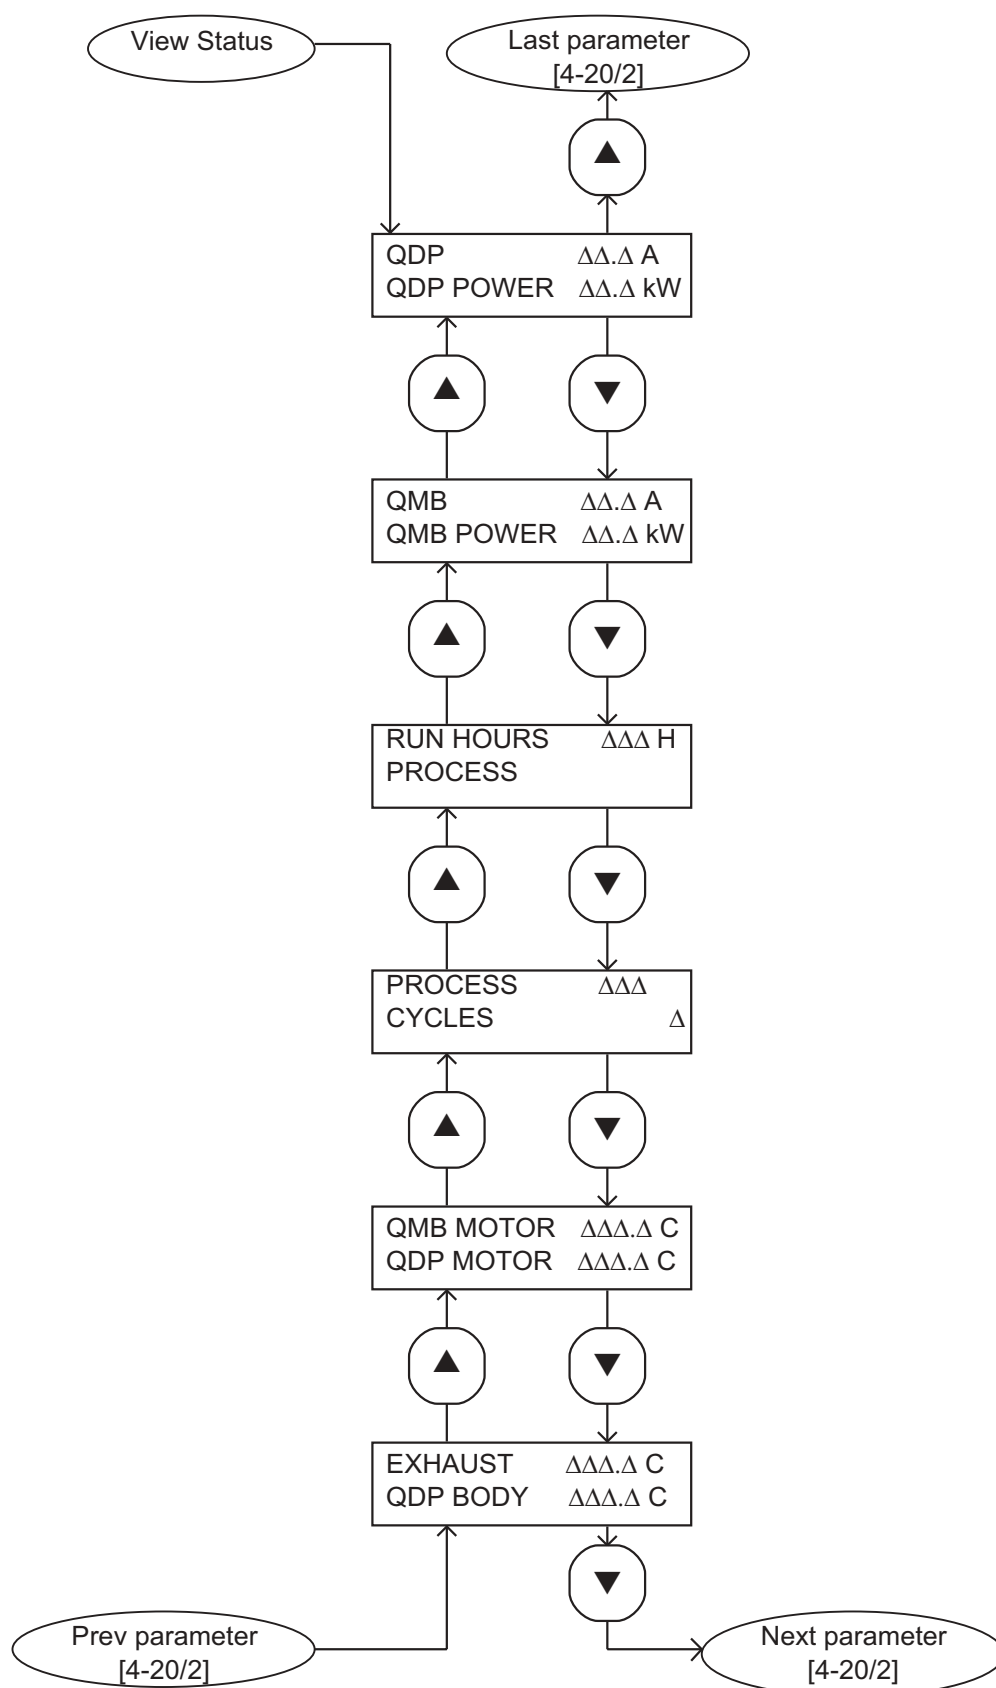 View Status
Last parameter
[4-20/2]
▲
QDP ΔΔ.Δ A
QDP POWER ΔΔ.Δ kW
▲ ▼
QMB ΔΔ.Δ A
QMB POWER ΔΔ.Δ kW
▲ ▼
RUN HOURS ΔΔΔ H
PROCESS
▲ ▼
PROCESS ΔΔΔ
CYCLES Δ
▲ ▼
QMB MOTOR ΔΔΔ.Δ C
QDP MOTOR ΔΔΔ.Δ C
▲ ▼
EXHAUST ΔΔΔ.Δ C
QDP BODY ΔΔΔ.Δ C
▼
Prev parameter
[4-20/2]
Next parameter
[4-20/2]